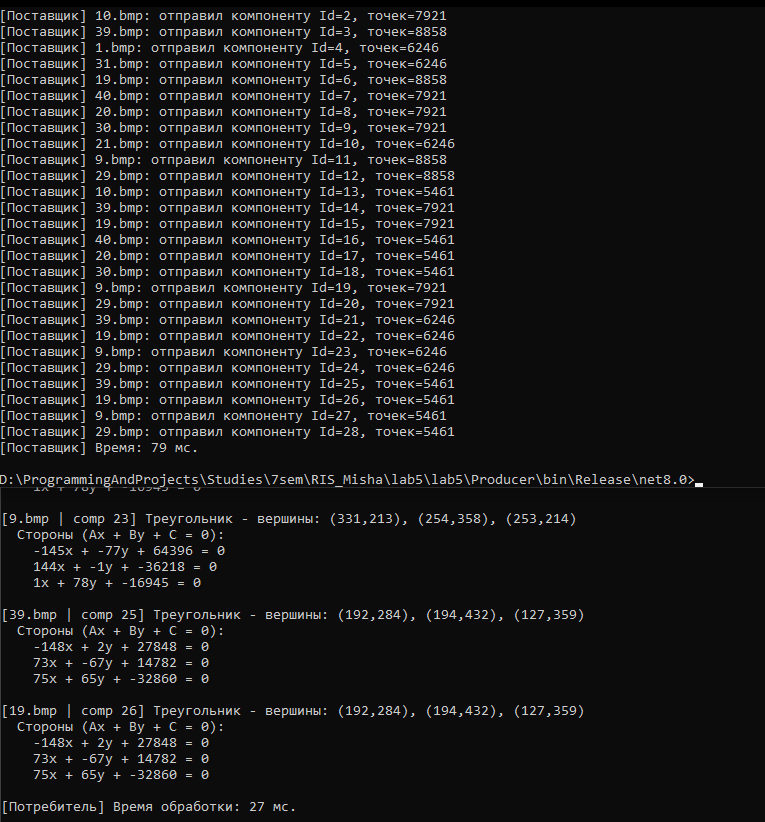 [Поставщик] 10.bmp: отправил компоненту Id=2, точек=7921
[Поставщик] 39.bmp: отправил компоненту Id=3, точек=8858
[Поставщик] 1.bmp: отправил компоненту Id=4, точек=6246
[Поставщик] 31.bmp: отправил компоненту Id=5, точек=6246
[Поставщик] 19.bmp: отправил компоненту Id=6, точек=8858
[Поставщик] 40.bmp: отправил компоненту Id=7, точек=7921
[Поставщик] 20.bmp: отправил компоненту Id=8, точек=7921
[Поставщик] 30.bmp: отправил компоненту Id=9, точек=7921
[Поставщик] 21.bmp: отправил компоненту Id=10, точек=6246
[Поставщик] 9.bmp: отправил компоненту Id=11, точек=8858
[Поставщик] 29.bmp: отправил компоненту Id=12, точек=8858
[Поставщик] 10.bmp: отправил компоненту Id=13, точек=5461
[Поставщик] 39.bmp: отправил компоненту Id=14, точек=7921
[Поставщик] 19.bmp: отправил компоненту Id=15, точек=7921
[Поставщик] 40.bmp: отправил компоненту Id=16, точек=5461
[Поставщик] 20.bmp: отправил компоненту Id=17, точек=5461
[Поставщик] 30.bmp: отправил компоненту Id=18, точек=5461
[Поставщик] 9.bmp: отправил компоненту Id=19, точек=7921
[Поставщик] 29.bmp: отправил компоненту Id=20, точек=7921
[Поставщик] 39.bmp: отправил компоненту Id=21, точек=6246
[Поставщик] 19.bmp: отправил компоненту Id=22, точек=6246
[Поставщик] 9.bmp: отправил компоненту Id=23, точек=6246
[Поставщик] 29.bmp: отправил компоненту Id=24, точек=6246
[Поставщик] 39.bmp: отправил компоненту Id=25, точек=5461
[Поставщик] 19.bmp: отправил компоненту Id=26, точек=5461
[Поставщик] 9.bmp: отправил компоненту Id=27, точек=5461
[Поставщик] 29.bmp: отправил компоненту Id=28, точек=5461
[Поставщик] Время: 79 мс.
D:\ProgrammingAndProjects\Studies\7sem\RIS_Misha\lab5\lab5\Producer\bin\Release\net8.0>
1x + 78y + -16945 = 0
[9.bmp | comp 23] Треугольник - вершины: (331,213), (254,358), (253,214)
Стороны (Ax + By + C = 0):
-145x + -77y + 64396 = 0
144x + -1y + -36218 = 0
1x + 78y + -16945 = 0
[39.bmp | comp 25] Треугольник - вершины: (192,284), (194,432), (127,359)
Стороны (Ax + By + C = 0):
-148x + 2y + 27848 = 0
73x + -67y + 14782 = 0
75x + 65y + -32860 = 0
[19.bmp | comp 26] Треугольник - вершины: (192,284), (194,432), (127,359)
Стороны (Ax + By + C = 0):
-148x + 2y + 27848 = 0
73x + -67y + 14782 = 0
75x + 65y + -32860 = 0
[Потребитель] Время обработки: 27 мс.